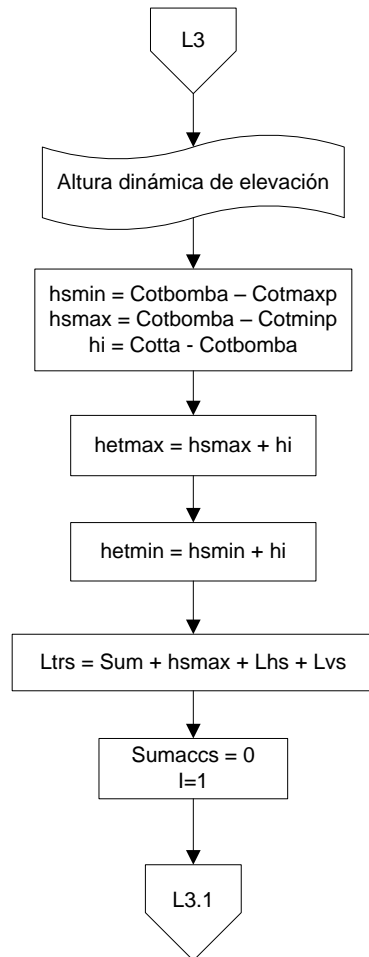 L3
Altura dinámica de elevación
hsmin = Cotbomba – Cotmaxp
hsmax = Cotbomba – Cotminp
hi = Cotta - Cotbomba
hetmax = hsmax + hi
hetmin = hsmin + hi
Ltrs = Sum + hsmax + Lhs + Lvs
Sumaccs = 0
I=1
L3.1